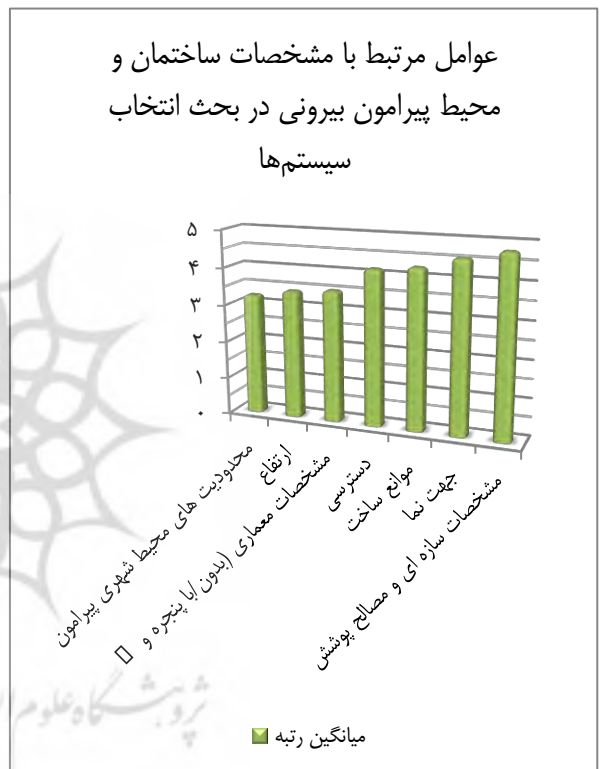 عوامل مرتبط با مشخصات ساختمان و
محیط پیرامون بیرونی در بحث انتخاب
سیستم‌ها
۵
۴
۳
۲
۱
۰
محدودیت های محیط شهری پیرامون
ارتفاع
مشخصات معماری (بدون/با پنجره و
دسترسی
موانع ساخت
جهت نما
مشخصات سازه ای و مصالح پوشش
میانگین رتبه